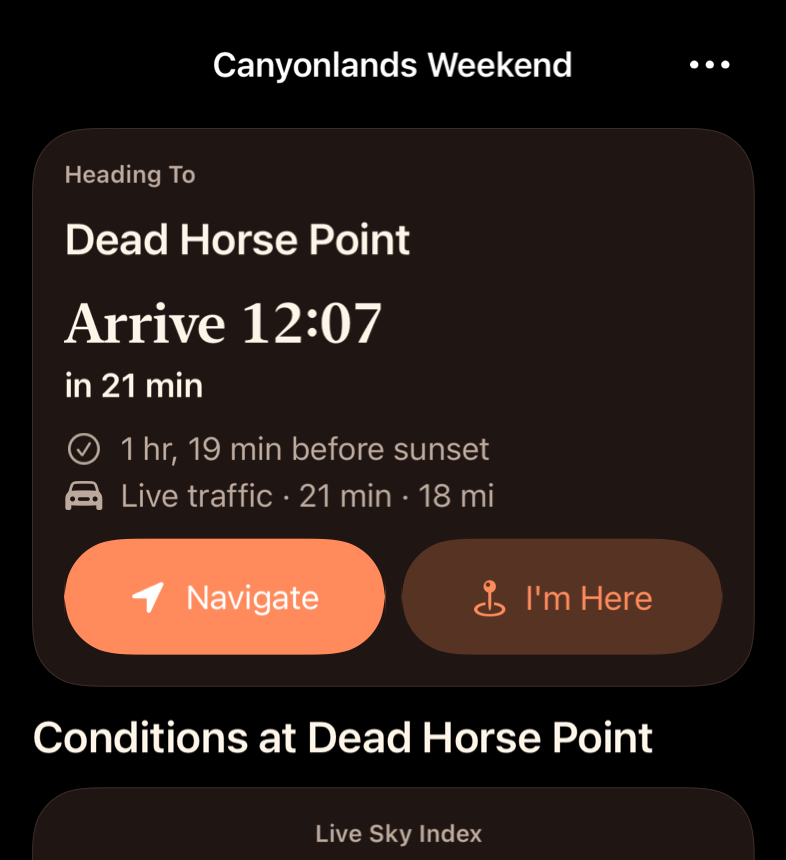 Canyonlands Weekend
Heading To
Dead Horse Point
Arrive 12:07
in 21 min
1 hr, 19 min before sunset
Live traffic · 21 min · 18 mi
Navigate
I'm Here
Conditions at Dead Horse Point
Live Sky Index